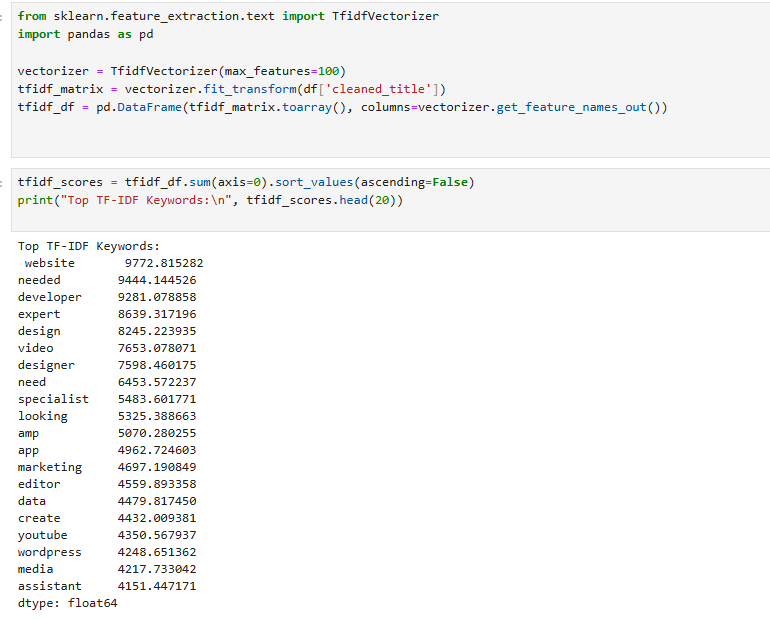 from sklearn.feature_extraction.text import TfidfVectorizer
import pandas as pd
vectorizer = TfidfVectorizer(max_features=100)
tfidf_matrix = vectorizer.fit_transform(df['cleaned_title'])
tfidf_df = pd.DataFrame(tfidf_matrix.toarray(), columns=vectorizer.get_feature_names_out())
tfidf_scores = tfidf_df.sum(axis=0).sort_values(ascending=False)
print("Top TF-IDF Keywords:\n", tfidf_scores.head(20))
Top TF-IDF Keywords:
website 9772.815282
needed 9444.144526
developer 9281.078858
expert 8639.317196
design 8245.223935
video 7653.078071
designer 7598.460175
need 6453.572237
specialist 5483.601771
looking 5325.388663
amp 5070.280255
app 4962.724603
marketing 4697.190849
editor 4559.893358
data 4479.817450
create 4432.009381
youtube 4350.567937
wordpress 4248.651362
media 4217.733042
assistant 4151.447171
dtype: float64